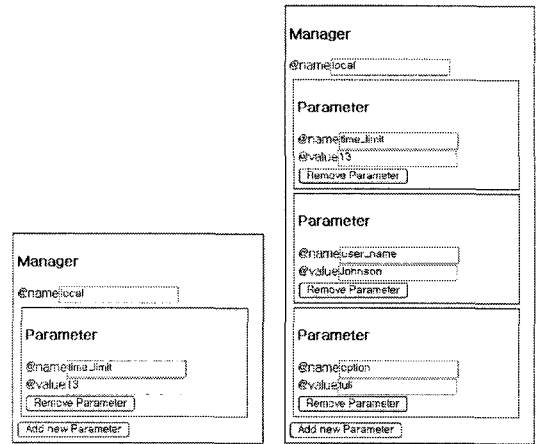 Manager
@name local
Parameter
@name time_limit
@value 13
Remove Parameter
Add new Parameter
Manager
@name local
Parameter
@name time_limit
@value 13
Remove Parameter
Parameter
@name user_name
@value Johnson
Remove Parameter
Parameter
@name option
@value full
Remove Parameter
Add new Parameter